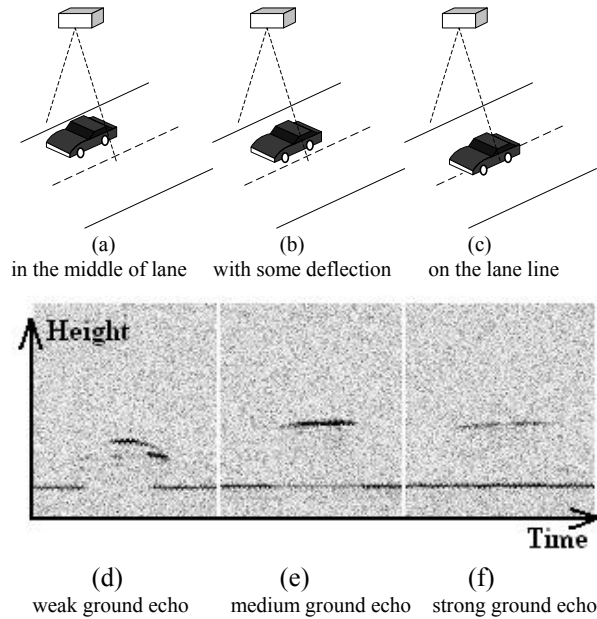 (a) (b) (c)
in the middle of lane with some deflection on the lane line
Height
Time
(d) (e) (f)
weak ground echo medium ground echo strong ground echo